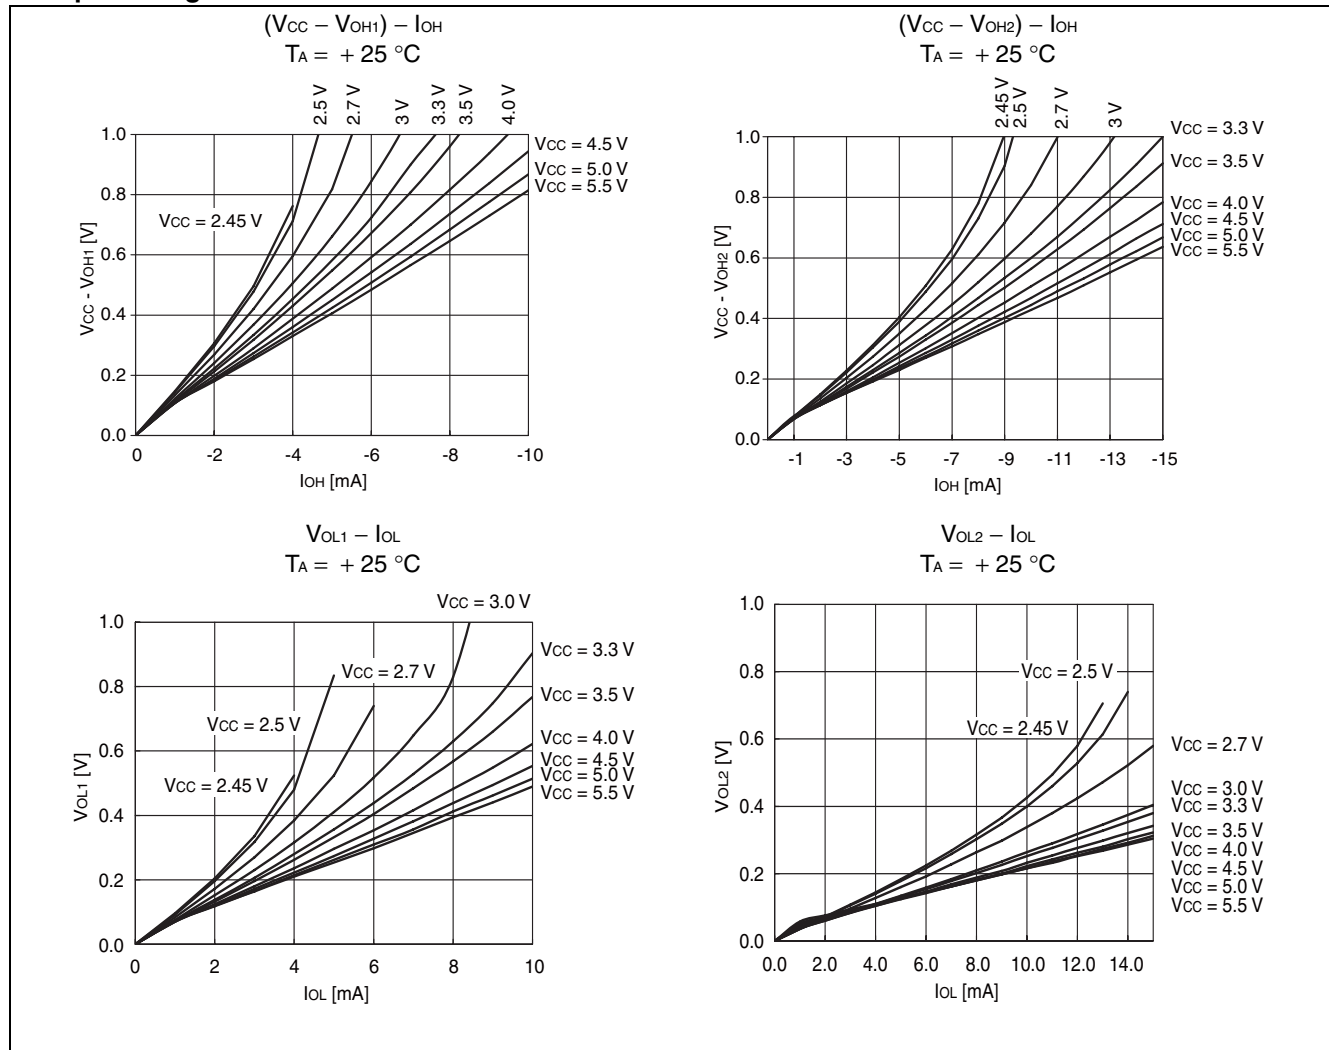 (VCC – VOH1) – IOH
TA = + 25 °C
2.5 V
2.7 V
3 V
3.3 V
3.5 V
4.0 V
1.0
0.8
0.6
0.4
0.2
0.0
VCC = 4.5 V
VCC = 5.0 V
VCC = 5.5 V
VCC = 2.45 V
VCC - VOH1 [V]
0
-2
-4
-6
-8
-10
IOH [mA]
(VCC – VOH2) – IOH
TA = + 25 °C
2.45 V
2.5 V
2.7 V
3 V
1.0
0.8
0.6
0.4
0.2
0.0
VCC = 3.3 V
VCC = 3.5 V
VCC = 4.0 V
VCC = 4.5 V
VCC = 5.0 V
VCC = 5.5 V
VCC - VOH2 [V]
-1
-3
-5
-7
-9
-11
-13
-15
IOH [mA]
VOL1 – IOL
TA = + 25 °C
VCC = 3.0 V
1.0
0.8
0.6
0.4
0.2
0.0
VCC = 3.3 V
VCC = 2.7 V
VCC = 3.5 V
VCC = 2.5 V
VCC = 4.0 V
VCC = 4.5 V
VCC = 5.0 V
VCC = 2.45 V
VCC = 5.5 V
VOL1 [V]
0
2
4
6
8
10
IOL [mA]
VOL2 – IOL
TA = + 25 °C
1.0
0.8
0.6
0.4
0.2
0.0
VCC = 2.5 V
VCC = 2.45 V
VCC = 2.7 V
VCC = 3.0 V
VCC = 3.3 V
VCC = 3.5 V
VCC = 4.0 V
VCC = 4.5 V
VCC = 5.0 V
VCC = 5.5 V
VOL2 [V]
0.0
2.0
4.0
6.0
8.0
10.0
12.0
14.0
IOL [mA]